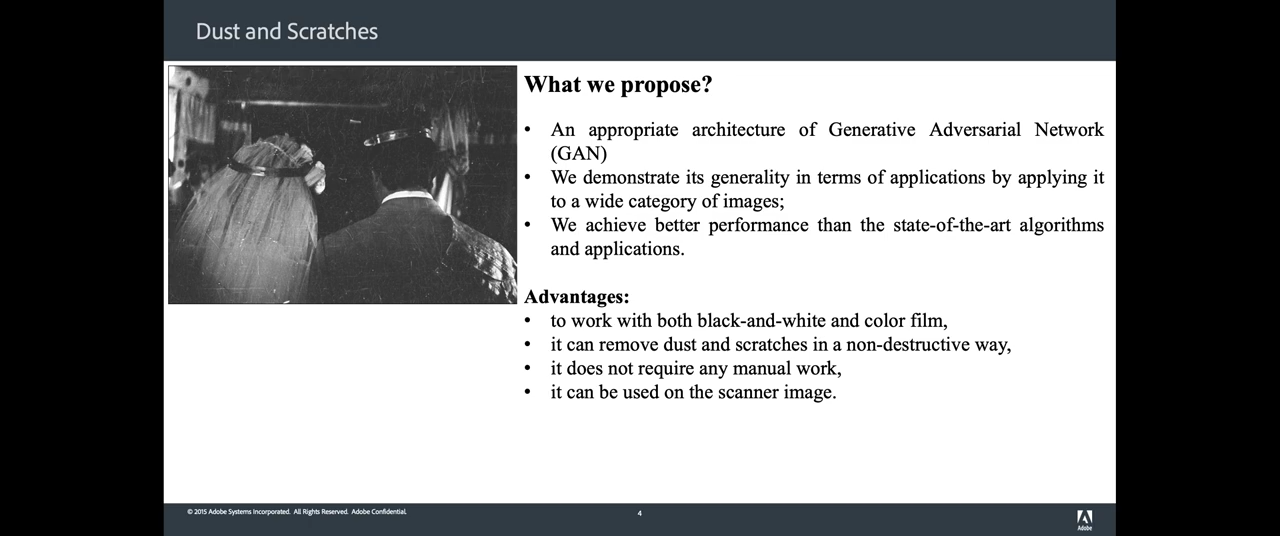 Dust and Scratches
What we propose?
• An appropriate architecture of Generative Adversarial Network
(GAN)
• We demonstrate its generality in terms of applications by applying it
to a wide category of images;
• We achieve better performance than the state-of-the-art algorithms
and applications.
Advantages:
• to work with both black-and-white and color film,
• it can remove dust and scratches in a non-destructive way,
• it does not require any manual work,
• it can be used on the scanner image.
© 2015 Adobe Systems Incorporated. All Rights Reserved. Adobe Confidential.
4
Adobe